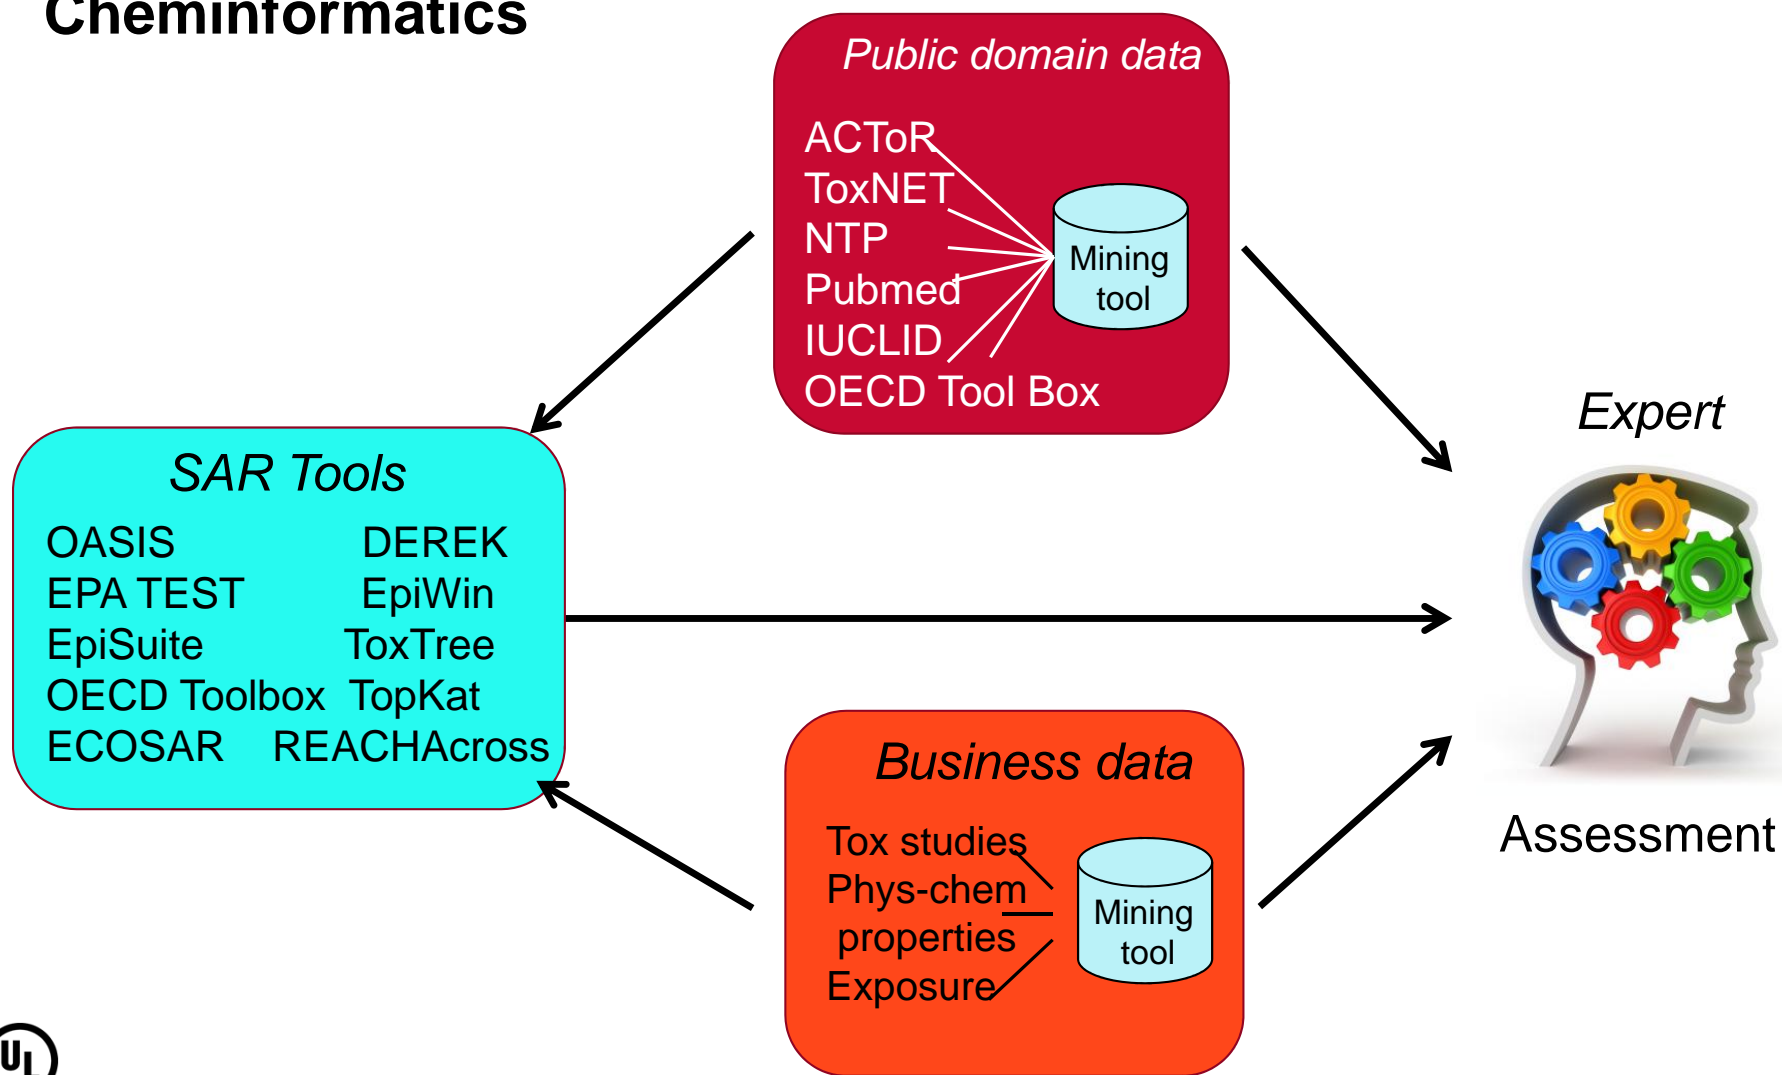 Cheminformatics
Public domain data
ACToR
ToxNET
NTP
Pubmed
IUCLID
OECD Tool Box
Mining
tool
SAR Tools
OASIS DEREK
EPA TEST EpiWin
EpiSuite ToxTree
OECD Toolbox TopKat
ECOSAR REACHAcross
Business data
Tox studies
Phys-chem
properties
Exposure
Mining
tool
Expert
Assessment
UL